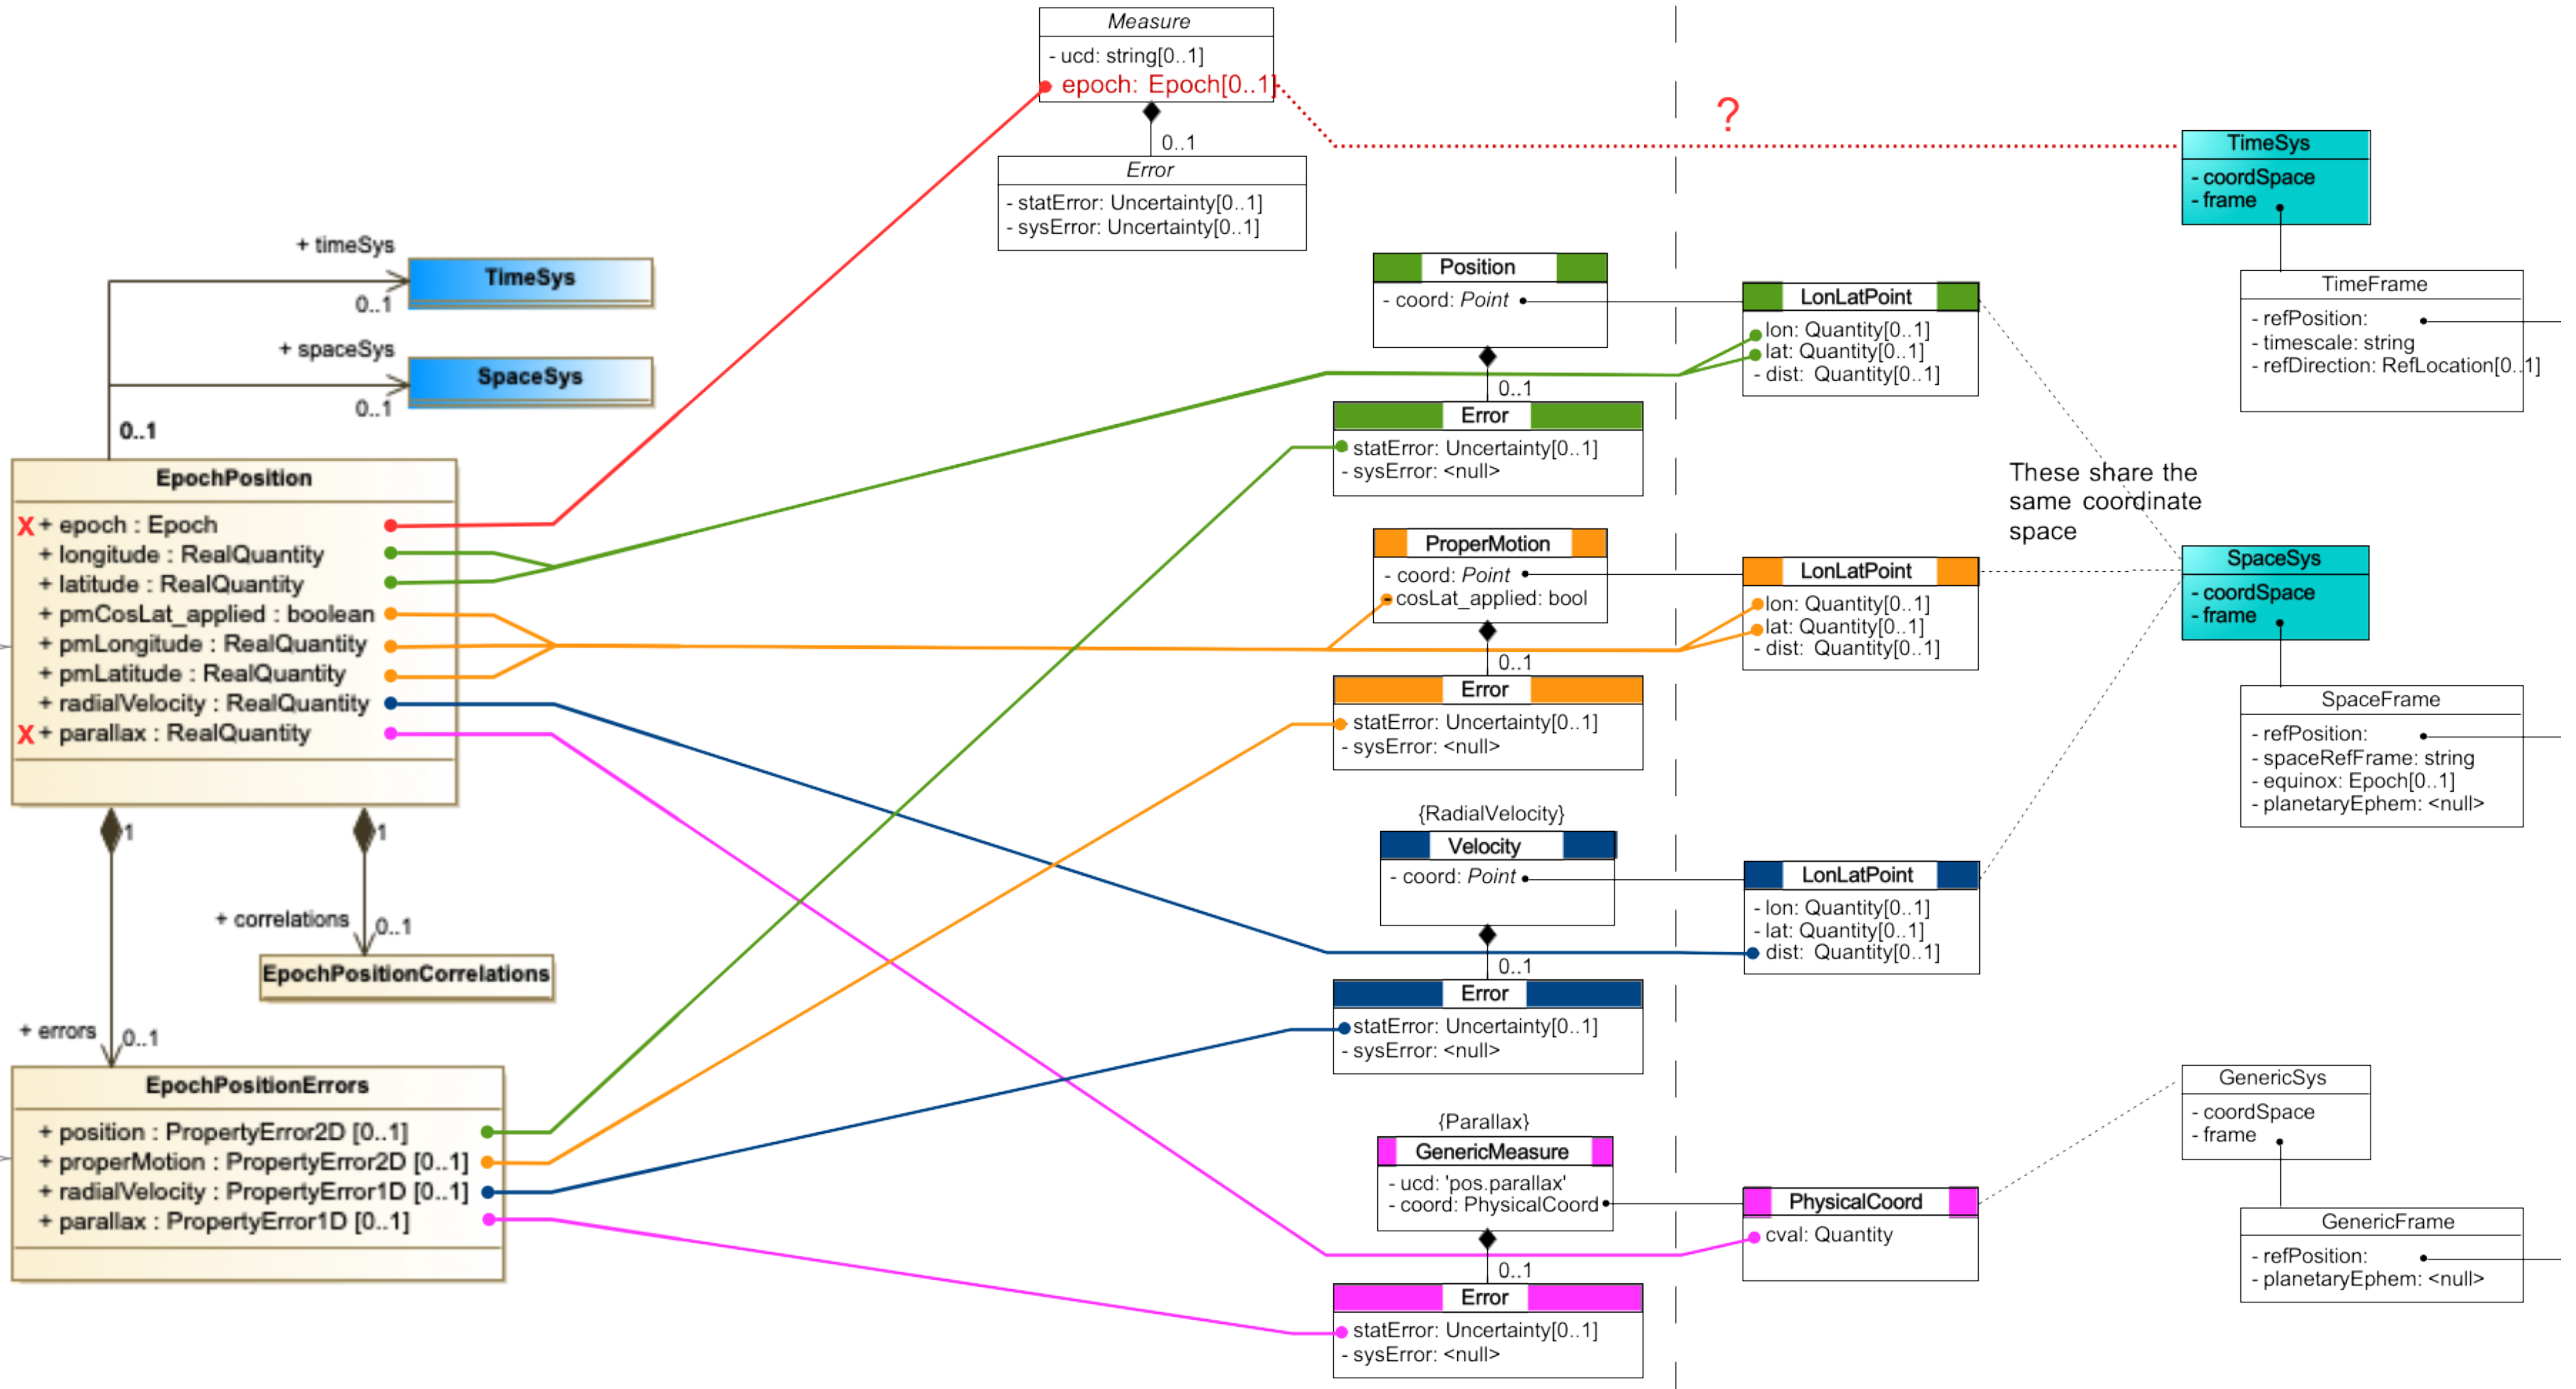 Measure
- ucd: string[0..1]
epoch: Epoch[0..1]
0..1
Error
- statError: Uncertainty[0..1]
- sysError: Uncertainty[0..1]
?
TimeSys
- coordSpace
- frame
TimeFrame
- refPosition:
- timescale: string
- refDirection: RefLocation[0..1]
+ timeSys
0..1
TimeSys
+ spaceSys
0..1
SpaceSys
0..1
EpochPosition
X + epoch : Epoch
+ longitude : RealQuantity
+ latitude : RealQuantity
+ pmCosLat_applied : boolean
+ pmLongitude : RealQuantity
+ pmLatitude : RealQuantity
+ radialVelocity : RealQuantity
X + parallax : RealQuantity
1
1
+ correlations
0..1
EpochPositionCorrelations
+ errors
0..1
EpochPositionErrors
+ position : PropertyError2D [0..1]
+ properMotion : PropertyError2D [0..1]
+ radialVelocity : PropertyError1D [0..1]
+ parallax : PropertyError1D [0..1]
Position
- coord: Point
0..1
Error
statError: Uncertainty[0..1]
- sysError: <null>
LonLatPoint
lon: Quantity[0..1]
lat: Quantity[0..1]
- dist: Quantity[0..1]
ProperMotion
- coord: Point
- cosLat_applied: bool
0..1
Error
statError: Uncertainty[0..1]
- sysError: <null>
LonLatPoint
lon: Quantity[0..1]
lat: Quantity[0..1]
- dist: Quantity[0..1]
These share the
same coordinate
space
SpaceSys
- coordSpace
- frame
SpaceFrame
- refPosition:
- spaceRefFrame: string
- equinox: Epoch[0..1]
- planetaryEphem: <null>
{RadialVelocity}
Velocity
- coord: Point
0..1
Error
statError: Uncertainty[0..1]
- sysError: <null>
LonLatPoint
- lon: Quantity[0..1]
- lat: Quantity[0..1]
dist: Quantity[0..1]
{Parallax}
GenericMeasure
- ucd: 'pos.parallax'
- coord: PhysicalCoord
0..1
Error
statError: Uncertainty[0..1]
- sysError: <null>
PhysicalCoord
cval: Quantity
GenericSys
- coordSpace
- frame
GenericFrame
- refPosition:
- planetaryEphem: <null>